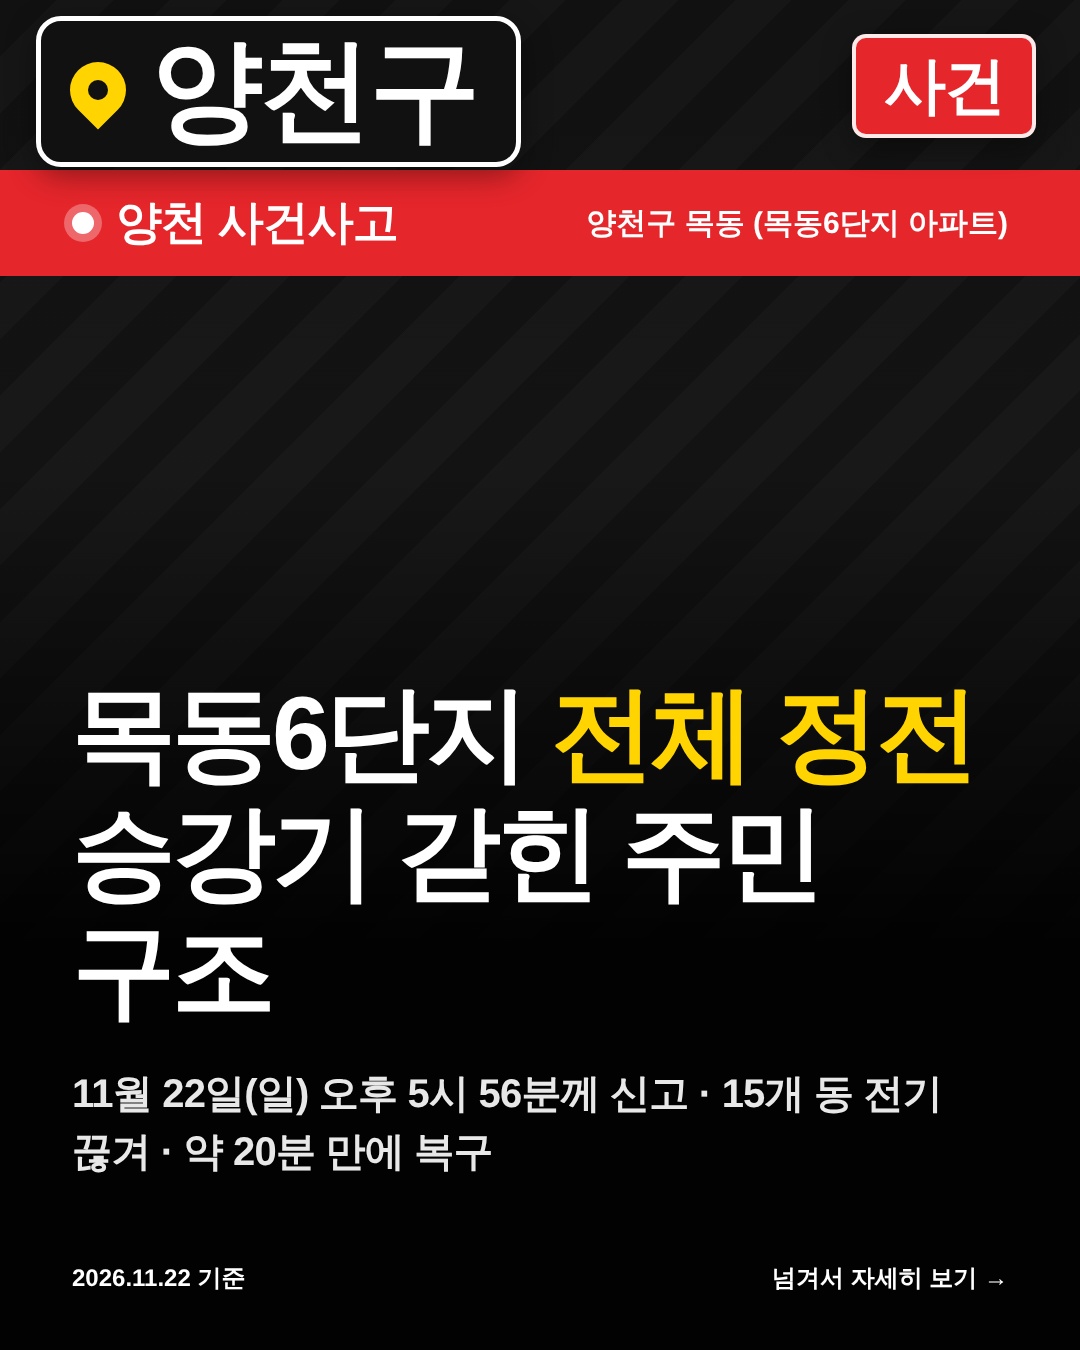 양천구
사건
양천 사건사고
양천구 목동 (목동6단지 아파트)
목동6단지 전체 정전
승강기 갇힌 주민
구조
11월 22일(일) 오후 5시 56분께 신고 · 15개 동 전기
끊겨 · 약 20분 만에 복구
2026.11.22 기준
넘겨서 자세히 보기 →